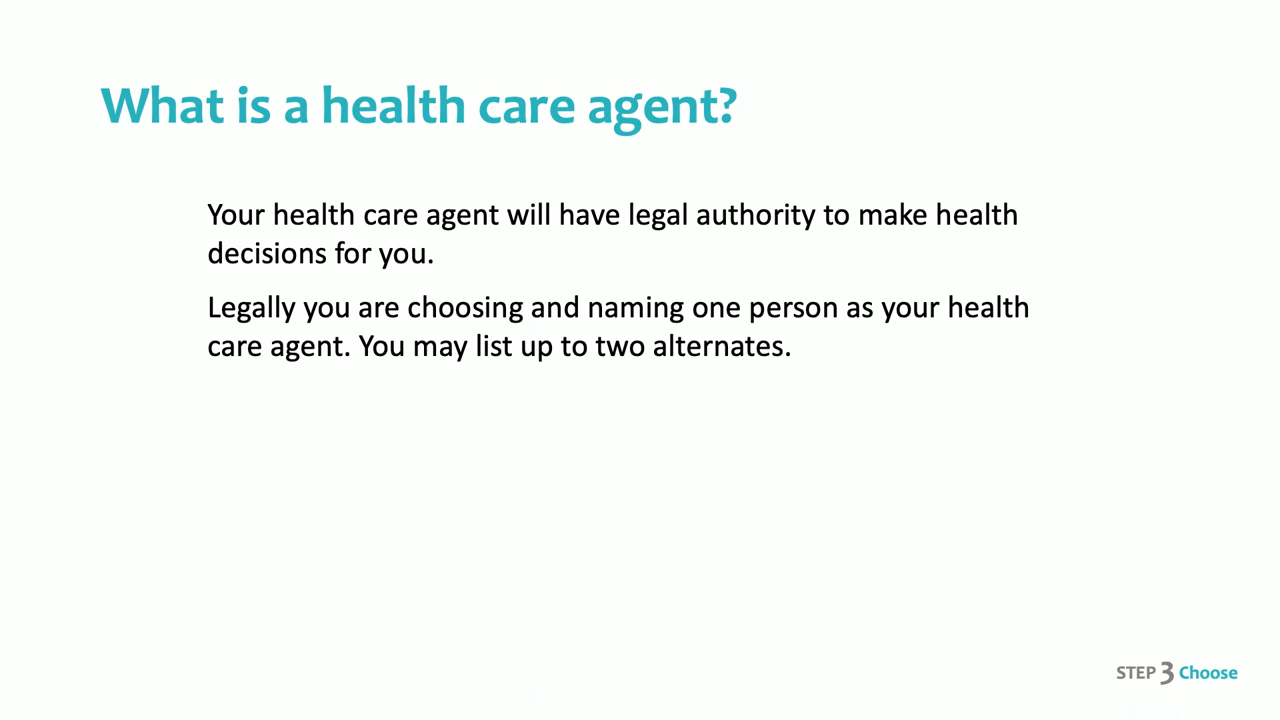 What is a health care agent?
Your health care agent will have legal authority to make health
decisions for you.
Legally you are choosing and naming one person as your health
care agent. You may list up to two alternates.
STEP 3 Choose